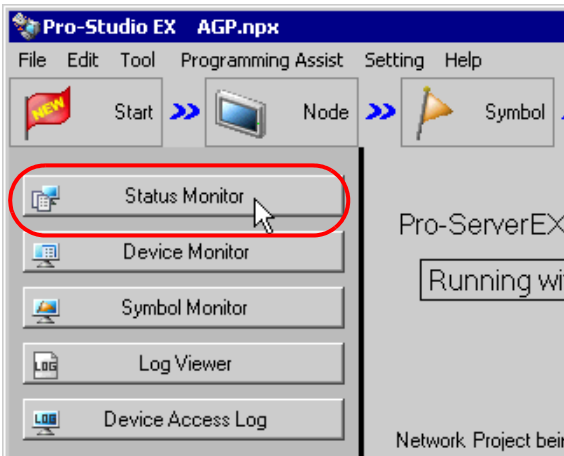 Pro-Studio EX AGP.npx
File Edit Tool Programming Assist Setting Help
NEW Start Node Symbol
Status Monitor
Pro-ServerEX
Device Monitor
Running wi
Symbol Monitor
LOG Log Viewer
LOG Device Access Log
Network Project bei